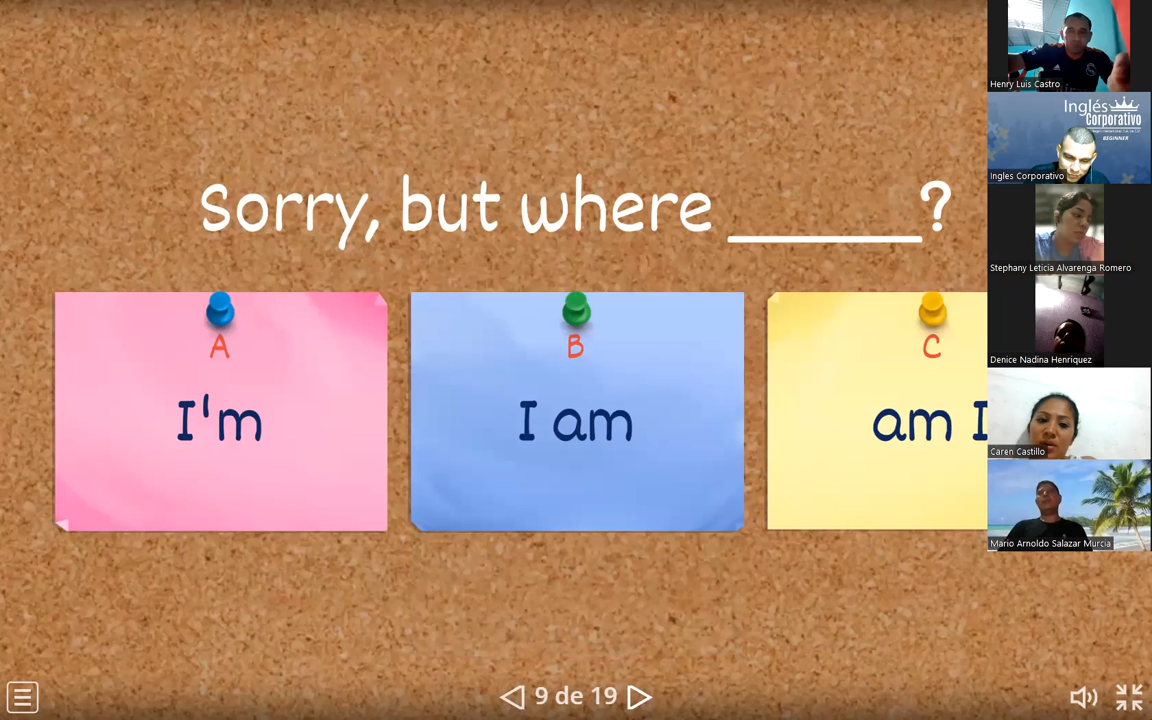 Sorry, but where ______?
A
I'm
B
I am
C
am I
9 de 19
Henry Luis Castro
Inglés
Corporativo
BEGINNER
Ingles Corporativo
Stephany Leticia Alvarenga Romero
Denice Nadina Henriquez
Caren Castillo
Mario Arnoldo Salazar Murcia